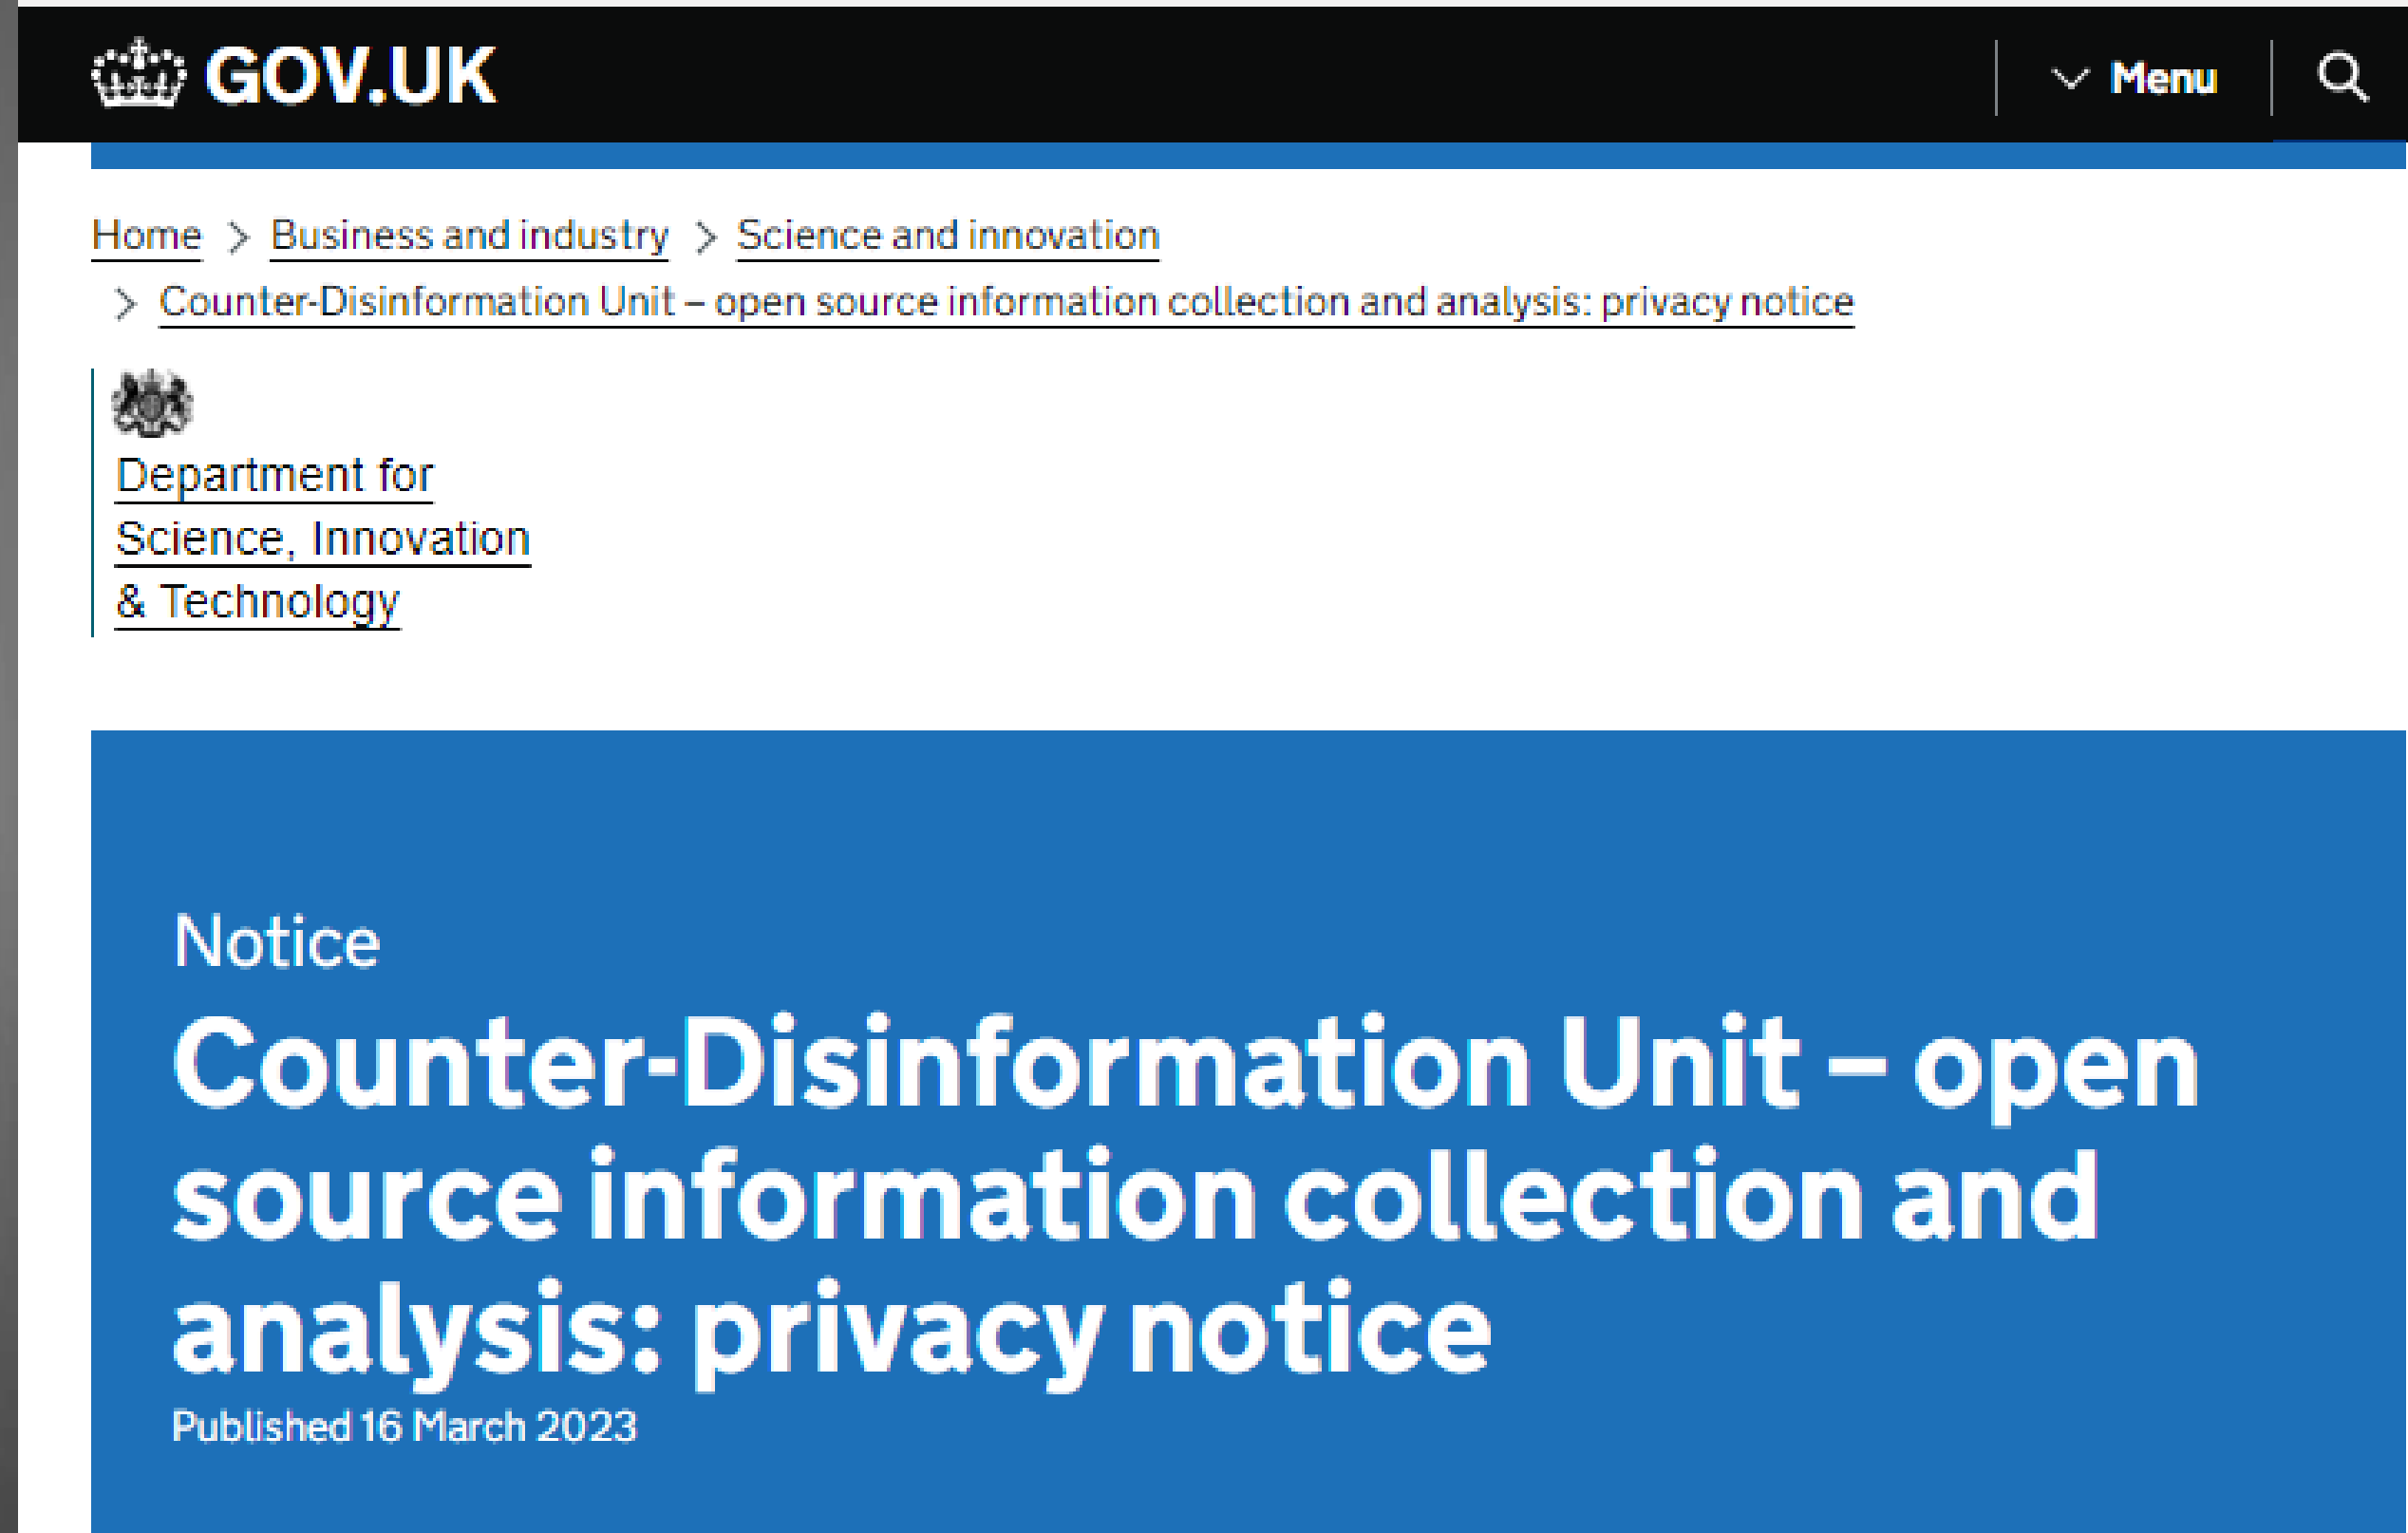 GOV.UK
Menu
Home > Business and industry > Science and innovation
> Counter-Disinformation Unit – open source information collection and analysis: privacy notice
Department for
Science, Innovation
& Technology
Notice
Counter-Disinformation Unit – open
source information collection and
analysis: privacy notice
Published 16 March 2023